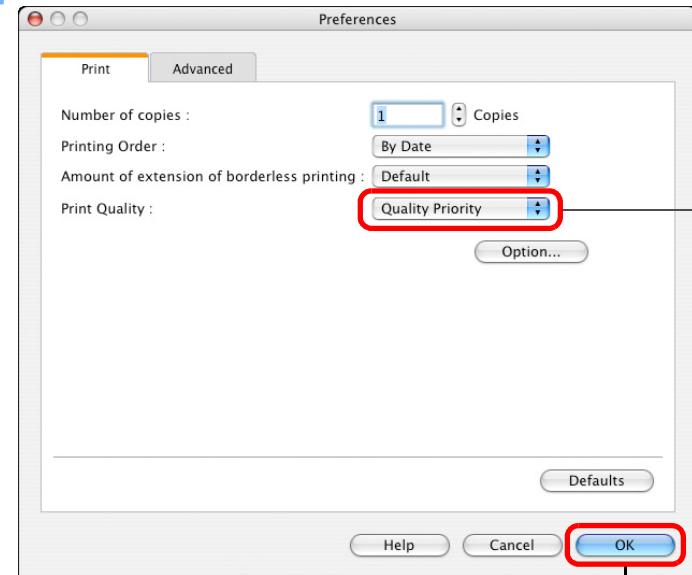 Preferences
Print Advanced
Number of copies : 1 Copies
Printing Order : By Date
Amount of extension of borderless printing : Default
Print Quality : Quality Priority
Option...
Defaults
Help Cancel OK